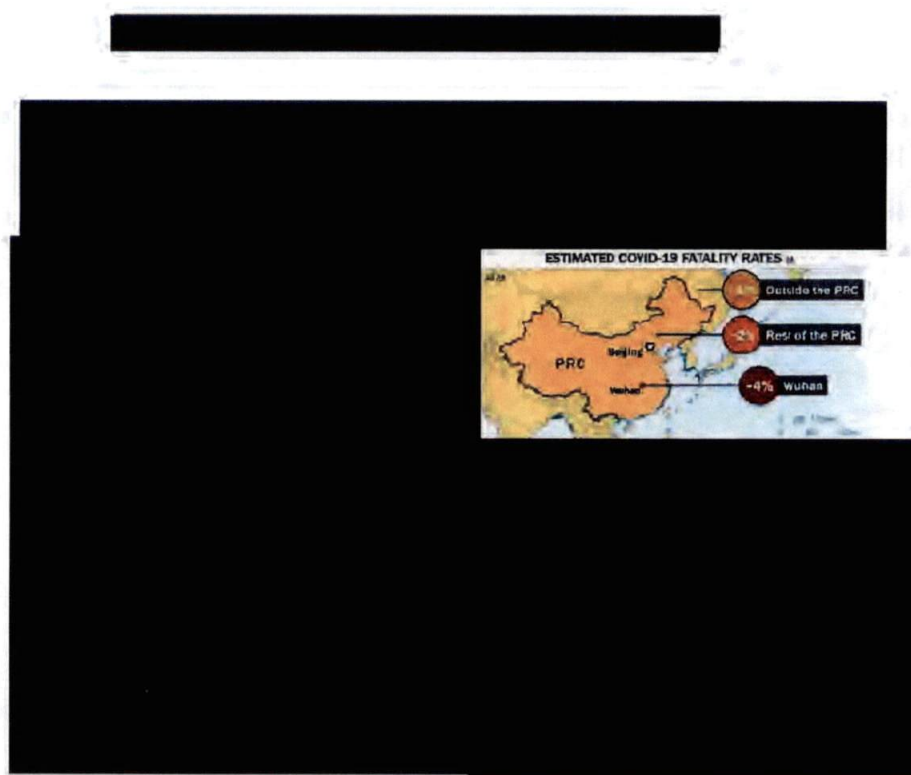 ESTIMATED COVID-19 FATALITY RATES
Outside the PRC
Rest of the PRC
Beijing
PRC
~4% Wuhan
Wuhan